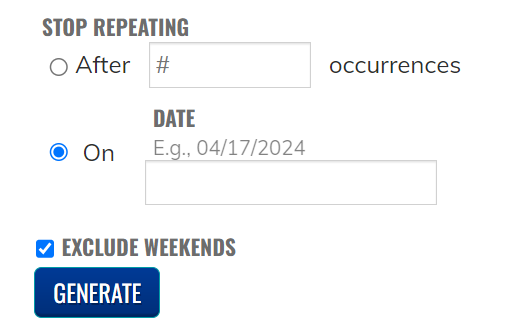 STOP REPEATING
After # occurrences
DATE
E.g., 04/17/2024
On
EXCLUDE WEEKENDS
GENERATE